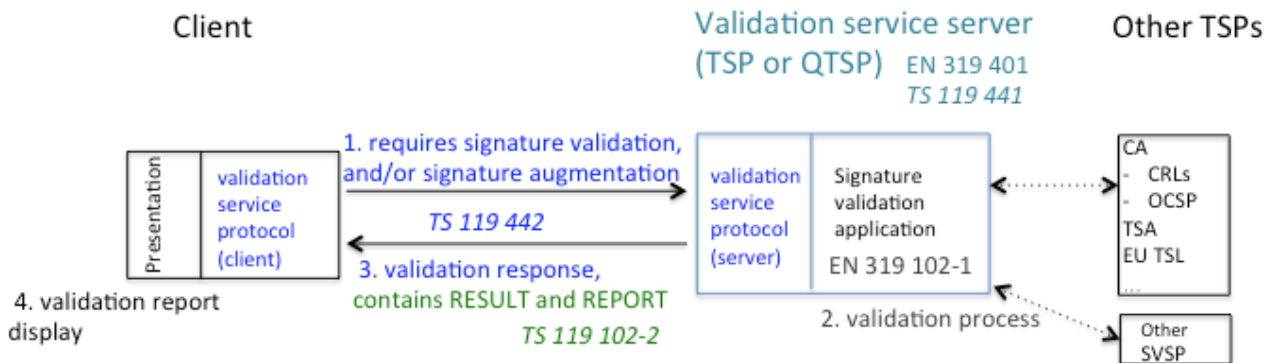 Client
Validation service server
(TSP or QTSP) EN 319 401
TS 119 441
Other TSPs
Presentation
validation
service
protocol
(client)
1. requires signature validation,
and/or signature augmentation
TS 119 442
3. validation response,
contains RESULT and REPORT
TS 119 102-2
4. validation report
display
validation
service
protocol
(server)
Signature
validation
application
EN 319 102-1
2. validation process
CA
- CRLs
- OCSP
TSA
EU TSL
...
Other
SVSP